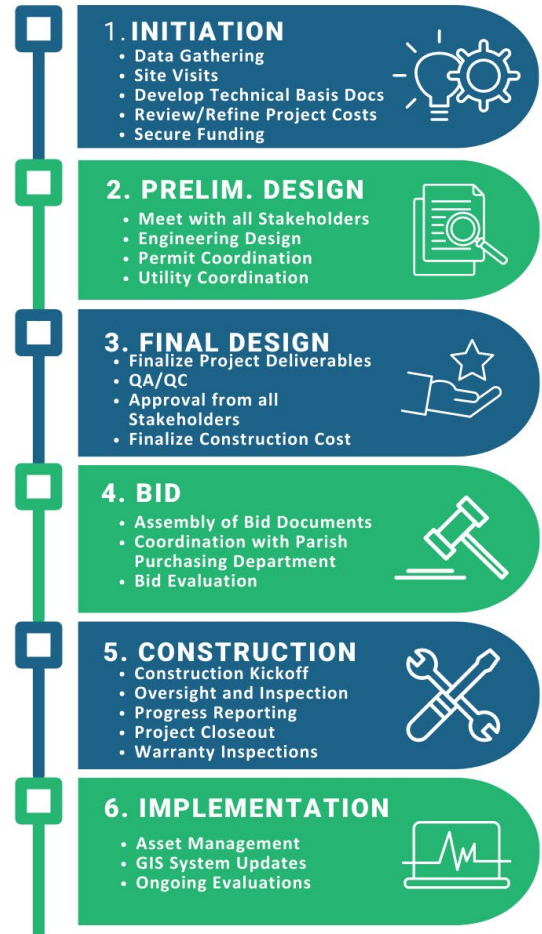 1. INITIATION
• Data Gathering
• Site Visits
• Develop Technical Basis Docs
• Review/Refine Project Costs
• Secure Funding
2. PRELIM. DESIGN
• Meet with all Stakeholders
• Engineering Design
• Permit Coordination
• Utility Coordination
3. FINAL DESIGN
• Finalize Project Deliverables
• QA/QC
• Approval from all
Stakeholders
• Finalize Construction Cost
4. BID
• Assembly of Bid Documents
• Coordination with Parish
Purchasing Department
• Bid Evaluation
5. CONSTRUCTION
• Construction Kickoff
• Oversight and Inspection
• Progress Reporting
• Project Closeout
• Warranty Inspections
6. IMPLEMENTATION
• Asset Management
• GIS System Updates
• Ongoing Evaluations